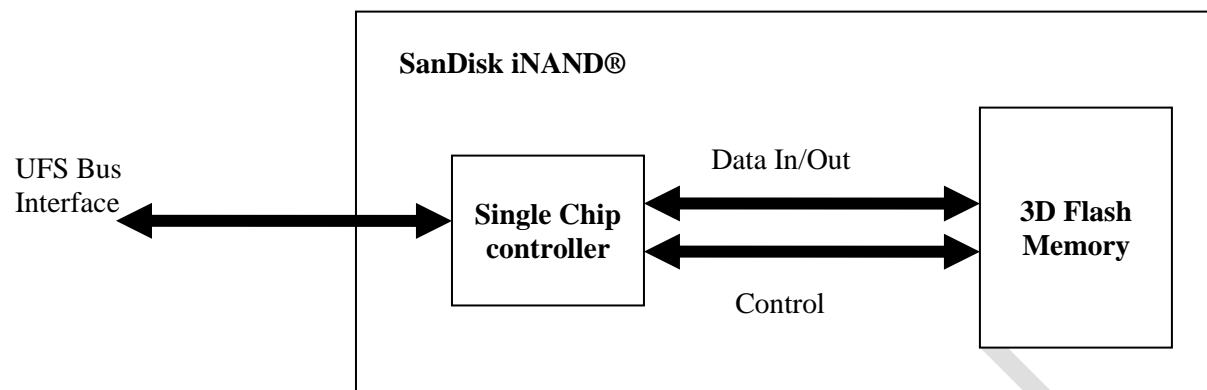 SanDisk iNAND®
UFS Bus
Interface
Single Chip
controller
Data In/Out
Control
3D Flash
Memory